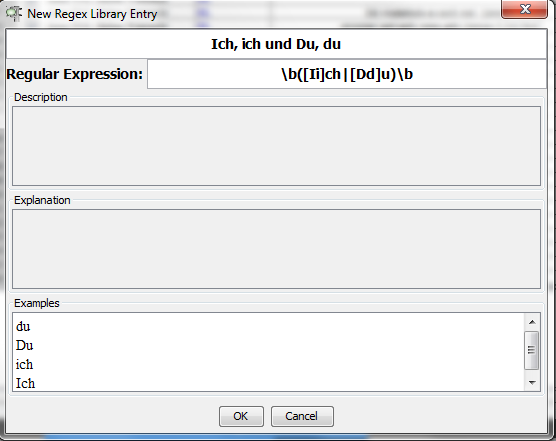 New Regex Library Entry
Ich, ich und Du, du
Regular Expression: \b([Ii]ch|[Dd]u)\b
Description
Explanation
Examples
du
Du
ich
Ich
OK Cancel